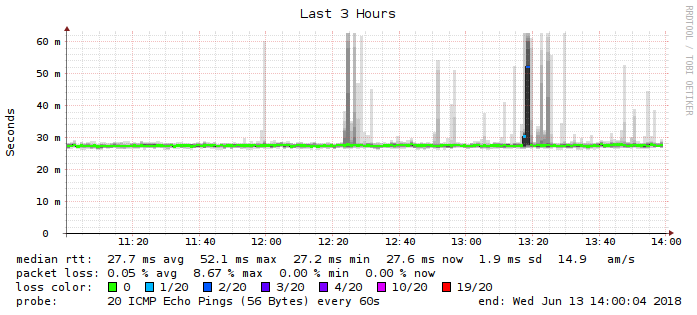 Last 3 Hours
RRDTOOL / TOBI OETIKER
Seconds
60 m
50 m
40 m
30 m
20 m
10 m
0
11:20 11:40 12:00 12:20 12:40 13:00 13:20 13:40 14:00
median rtt: 27.7 ms avg 52.1 ms max 27.2 ms min 27.6 ms now 1.9 ms sd 14.9 am/s
packet loss: 0.05 % avg 8.67 % max 0.00 % min 0.00 % now
loss color: 0 1/20 2/20 3/20 4/20 10/20 19/20
probe: 20 ICMP Echo Pings (56 Bytes) every 60s end: Wed Jun 13 14:00:04 2018